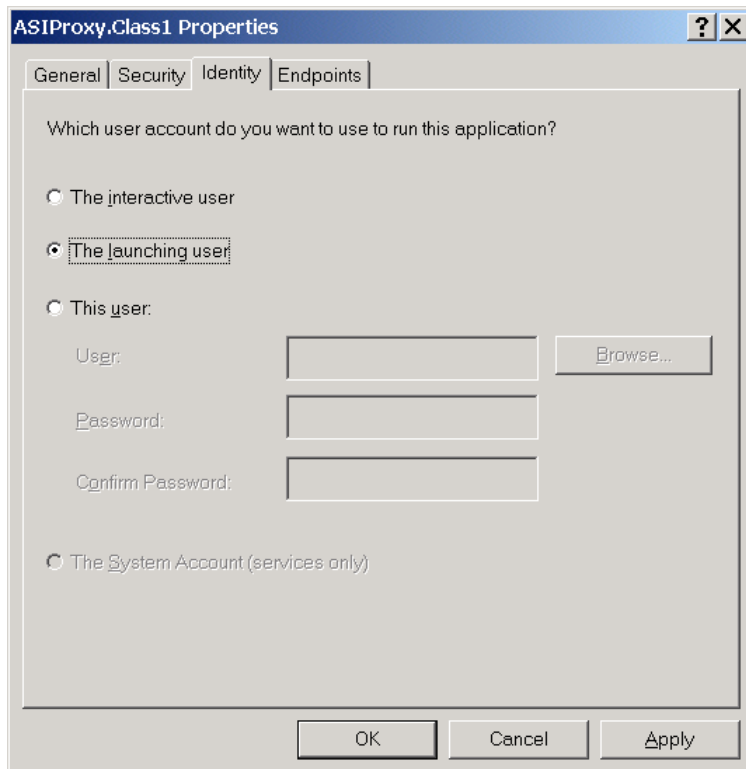 ASIProxy.Class1 Properties
? X
General Security Identity Endpoints
Which user account do you want to use to run this application?
The interactive user
The launching user
This user:
User: Browse...
Password:
Confirm Password:
The System Account (services only)
OK Cancel Apply